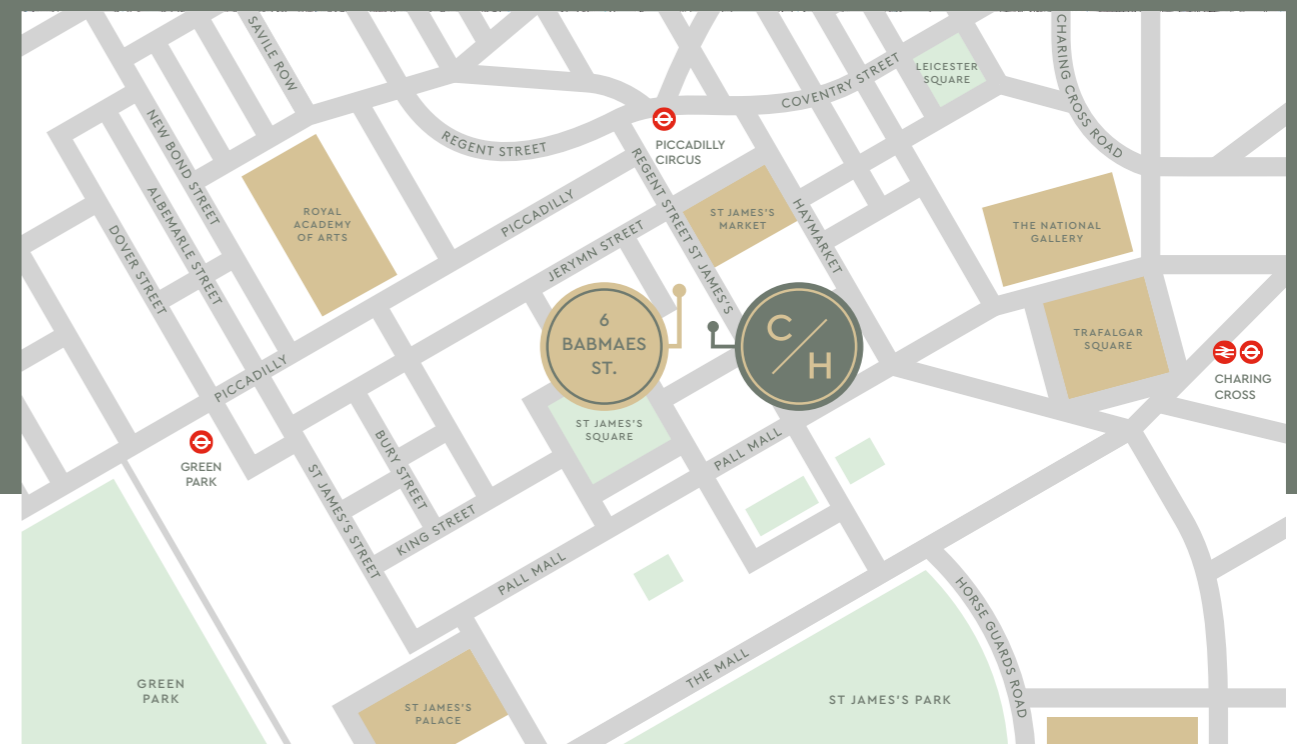 SAVILE ROW
CHARING CROSS ROAD
LEICESTER
SQUARE
COVENTRY STREET
NEW BOND STREET
REGENT STREET
PICCADILLY
CIRCUS
ALBEMARLE STREET
DOVER STREET
ROYAL
ACADEMY
OF ARTS
PICCADILLY
REGENT STREET ST JAMES'S
ST JAMES'S
MARKET
HAYMARKET
THE NATIONAL
GALLERY
JERYMN STREET
6
BABMAES
ST.
C
H
TRAFALGAR
SQUARE
CHARING
CROSS
PICCADILLY
ST JAMES'S
SQUARE
GREEN
PARK
BURY STREET
PALL MALL
ST JAMES'S STREET
KING STREET
PALL MALL
HORSE GUARDS ROAD
THE MALL
GREEN
PARK
ST JAMES'S
PALACE
ST JAMES'S PARK